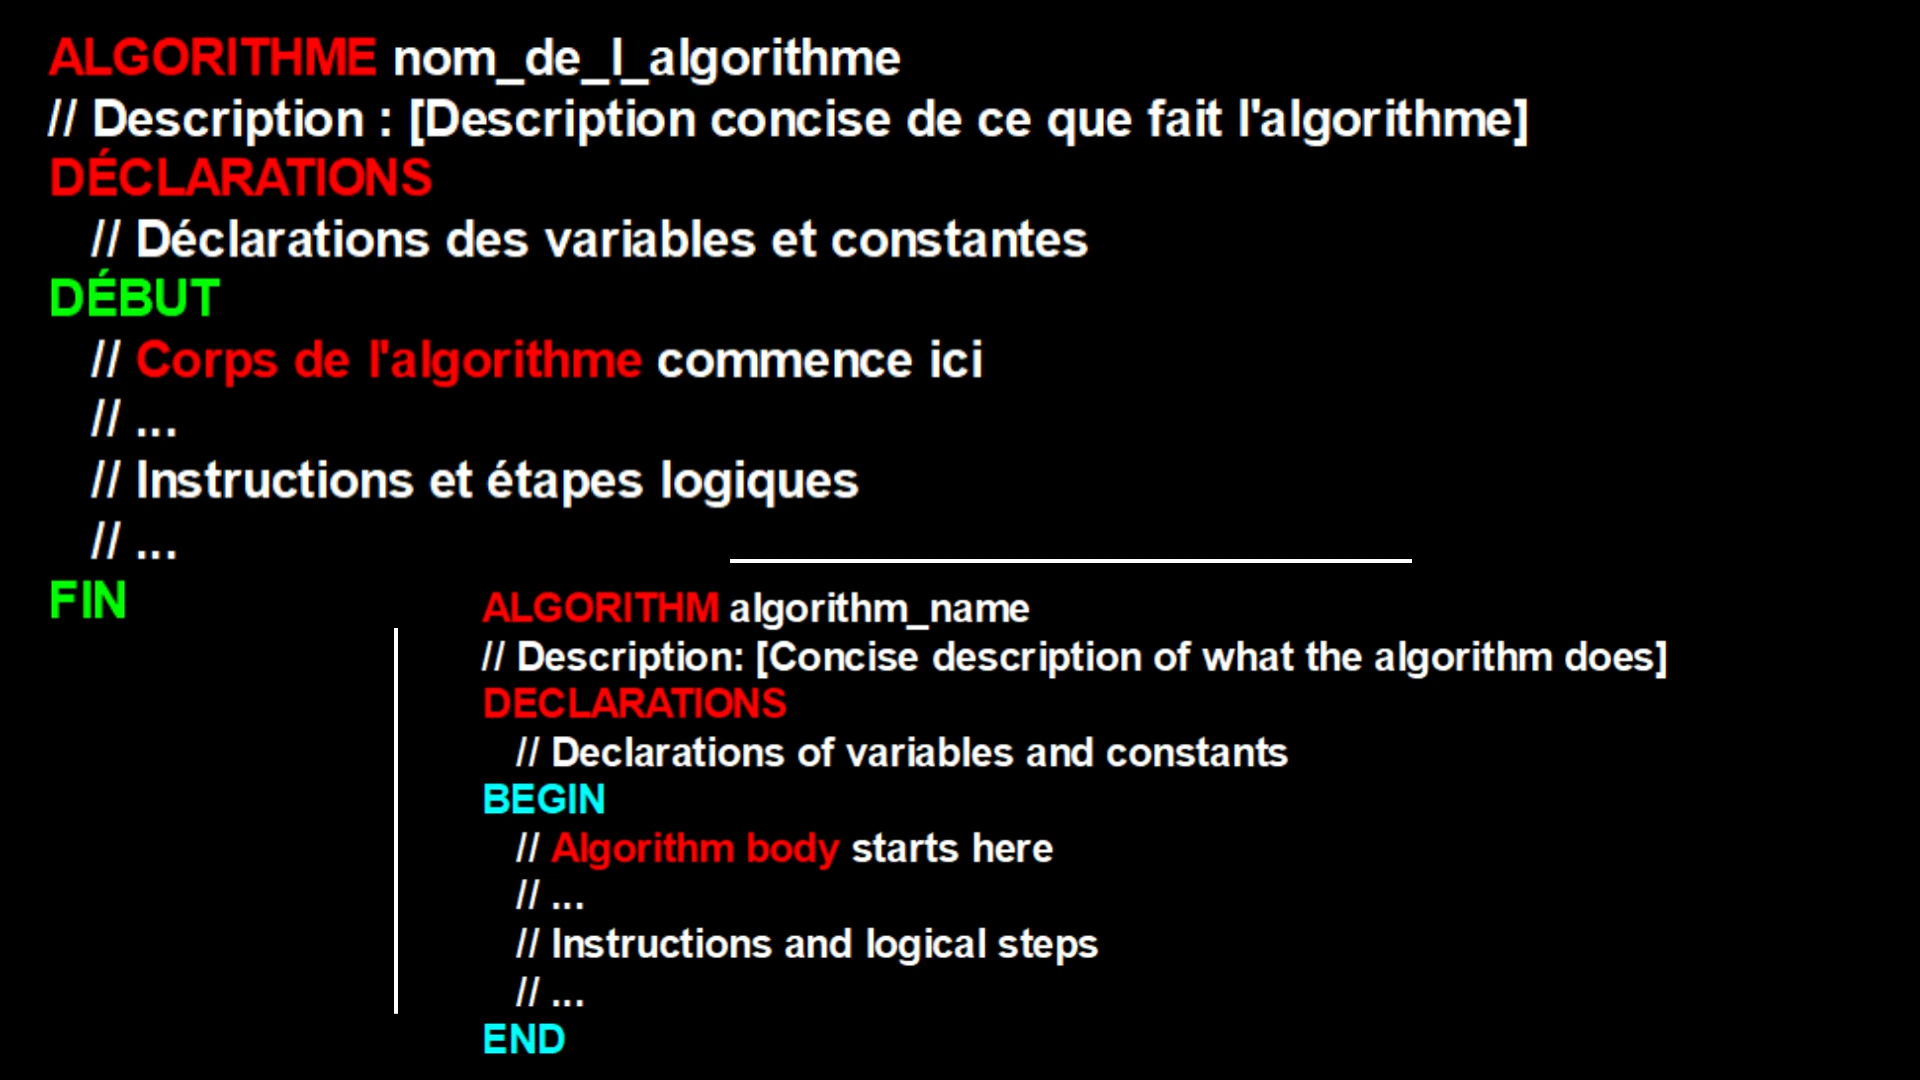 ALGORITHME nom_de_l_algorithme
// Description : [Description concise de ce que fait l'algorithme]
DÉCLARATIONS
// Déclarations des variables et constantes
DÉBUT
// Corps de l'algorithme commence ici
// ...
// Instructions et étapes logiques
// ...
FIN
ALGORITHM algorithm_name
// Description: [Concise description of what the algorithm does]
DECLARATIONS
// Declarations of variables and constants
BEGIN
// Algorithm body starts here
// ...
// Instructions and logical steps
// ...
END